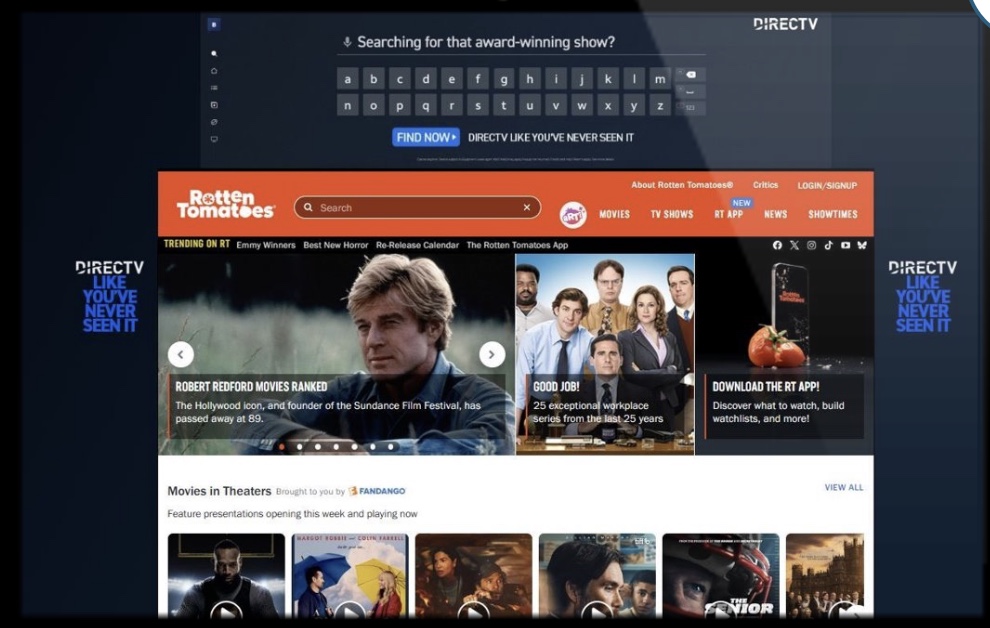 DIRECTV
Searching for that award-winning show?
a b c d e f g h i j k l m
n o p q r s t u v w x y z
FIND NOW DIRECTV LIKE YOU'VE NEVER SEEN IT
About Rotten Tomatoes® Critics LOGIN/SIGNUP
Rotten
Tomatoes
Search
NEW
MOVIES TV SHOWS RT APP NEWS SHOWTIMES
TRENDING ON RT Emmy Winners Best New Horror Re-Release Calendar The Rotten Tomatoes App
DIRECTV
LIKE
YOU'VE
NEVER
SEEN IT
ROBERT REDFORD MOVIES RANKED
The Hollywood icon, and founder of the Sundance Film Festival, has
passed away at 89.
GOOD JOB!
25 exceptional workplace
series from the last 25 years
Rotten
Tomatoes
DOWNLOAD THE RT APP!
Discover what to watch, build
watchlists, and more!
DIRECTV
LIKE
YOU'VE
NEVER
SEEN IT
Movies in Theaters Brought to you by FANDANGO
VIEW ALL
Feature presentations opening this week and playing now
MARGOT ROBBIE and COLIN FARRELL
THE
SENIOR